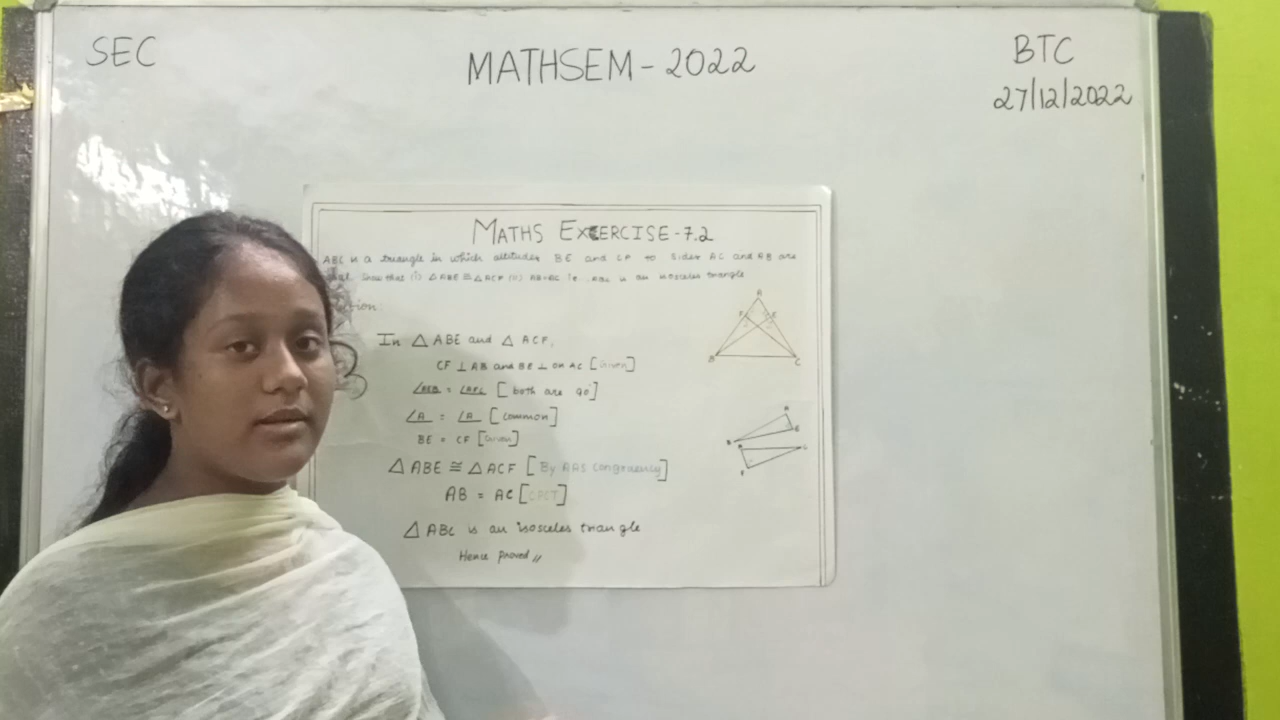 SEC
MATHSEM - 2022
BTC
27/12/2022
MATHS EXERCISE - 7.2
ABC is a triangle in which altitudes BE and CF to sides AC and AB are
Show that (i) △ABE ≅ △ACF (ii) AB=AC i.e. ABC is an isosceles triangle
In △ ABE and △ ACF,
CF ⊥ AB and BE ⊥ on AC [Given]
∠AEB = ∠AFC [both are 90°]
∠A = ∠A [common]
BE = CF [Given]
△ ABE ≅ △ ACF [By AAS congruency]
AB = AC [CPCT]
△ ABC is an isosceles triangle
Hence Proved //
A
F E
B C
A
B E
C
F